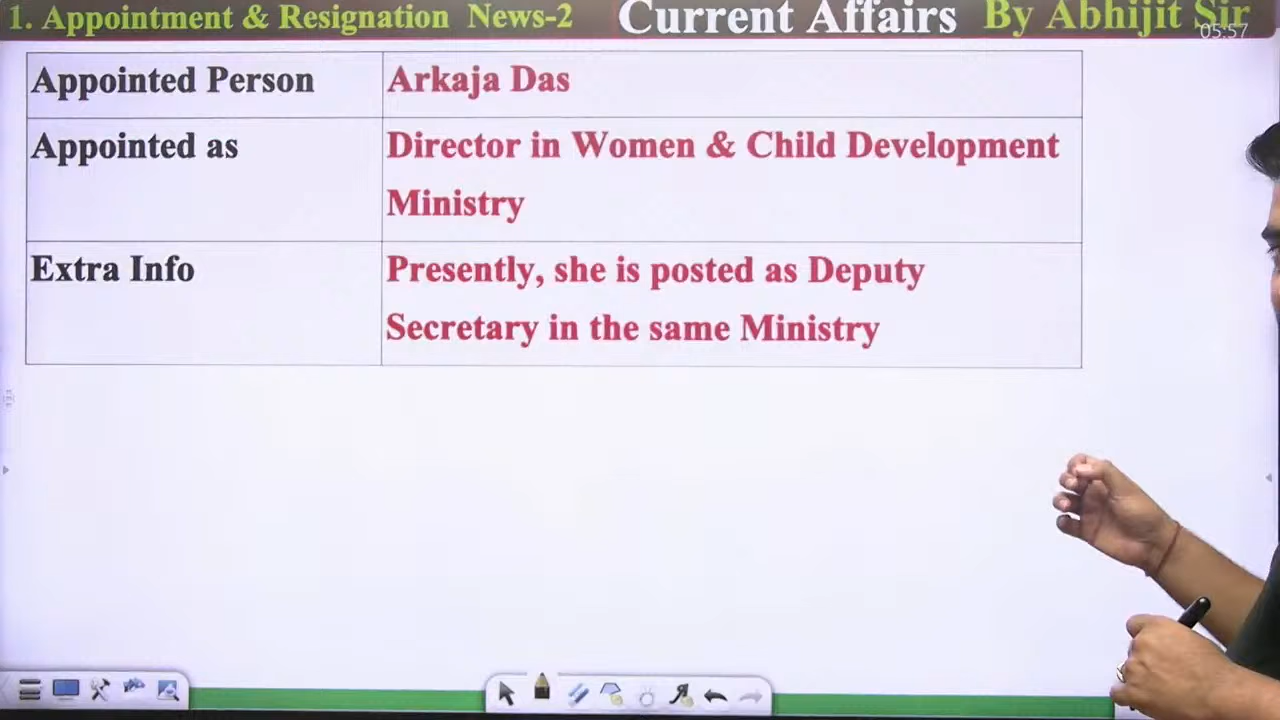 1. Appointment & Resignation News-2 Current Affairs By Abhijit Sir
05:57
Appointed Person Arkaja Das
Appointed as Director in Women & Child Development
Ministry
Extra Info Presently, she is posted as Deputy
Secretary in the same Ministry